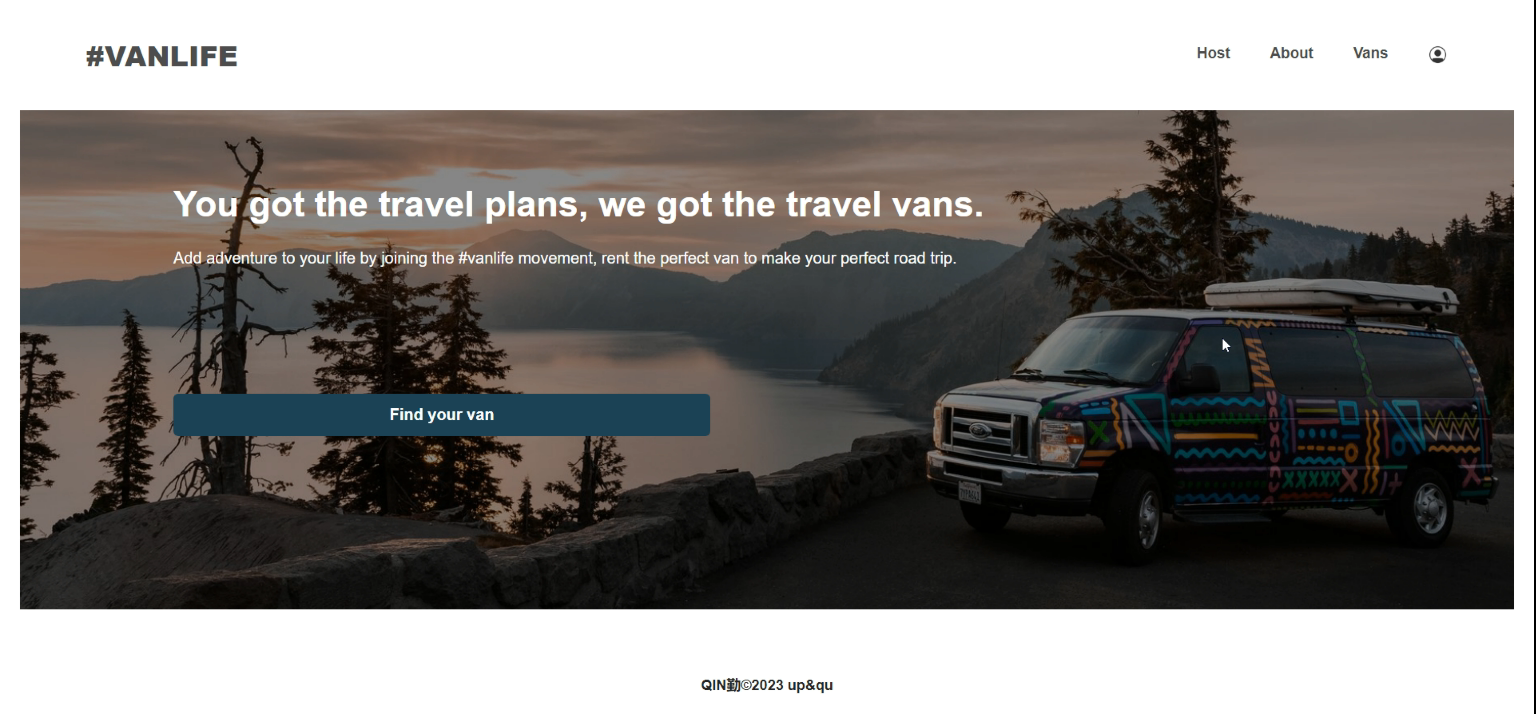 #VANLIFE
Host About Vans
You got the travel plans, we got the travel vans.
Add adventure to your life by joining the #vanlife movement, rent the perfect van to make your perfect road trip.
Find your van
QIN勤©2023 up&qu